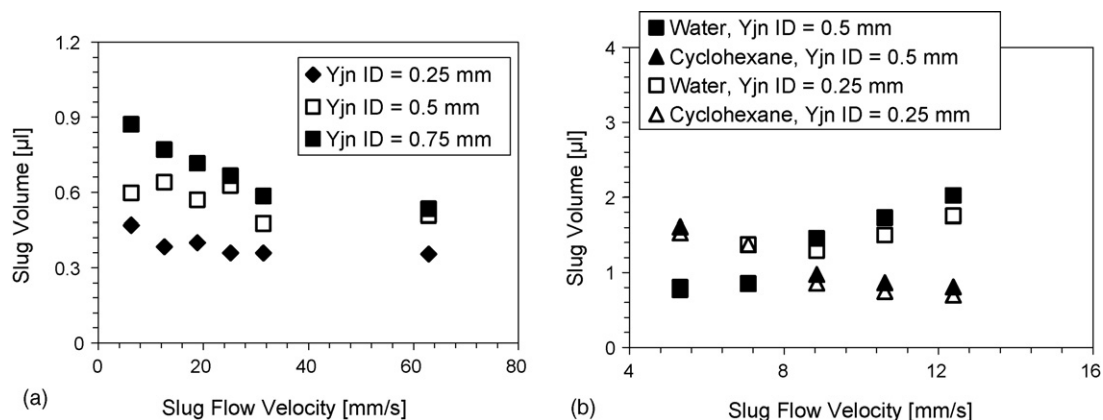 1.2
0.9
0.6
0.3
0
Slug Volume [µl]
Yjn ID = 0.25 mm
Yjn ID = 0.5 mm
Yjn ID = 0.75 mm
0 20 40 60 80
(a)
Slug Flow Velocity [mm/s]
Water, Yjn ID = 0.5 mm
Cyclohexane, Yjn ID = 0.5 mm
Water, Yjn ID = 0.25 mm
Cyclohexane, Yjn ID = 0.25 mm
4
3
2
1
0
Slug Volume [µl]
4 8 12 16
(b)
Slug Flow Velocity [mm/s]